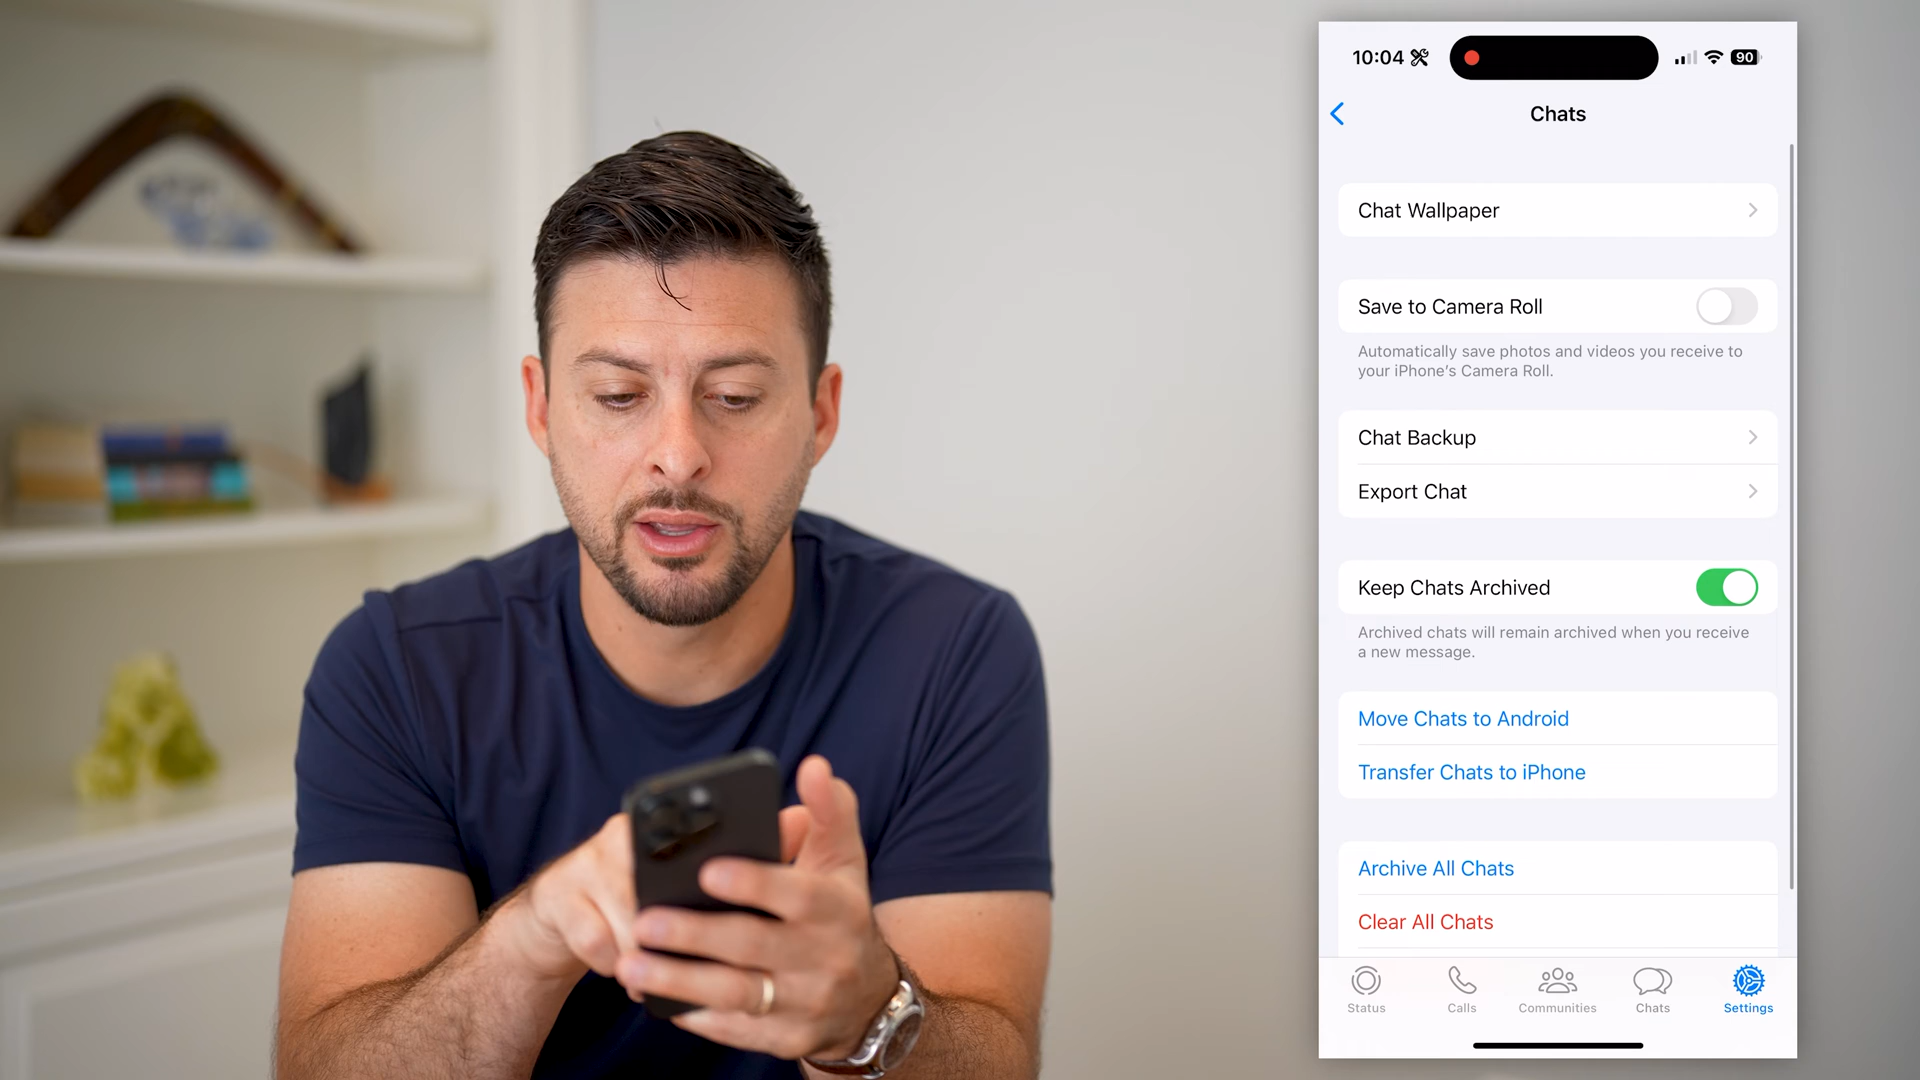 10:04
90
Chats
Chat Wallpaper
Save to Camera Roll
Automatically save photos and videos you receive to
your iPhone's Camera Roll.
Chat Backup
Export Chat
Keep Chats Archived
Archived chats will remain archived when you receive
a new message.
Move Chats to Android
Transfer Chats to iPhone
Archive All Chats
Clear All Chats
Status
Calls
Communities
Chats
Settings